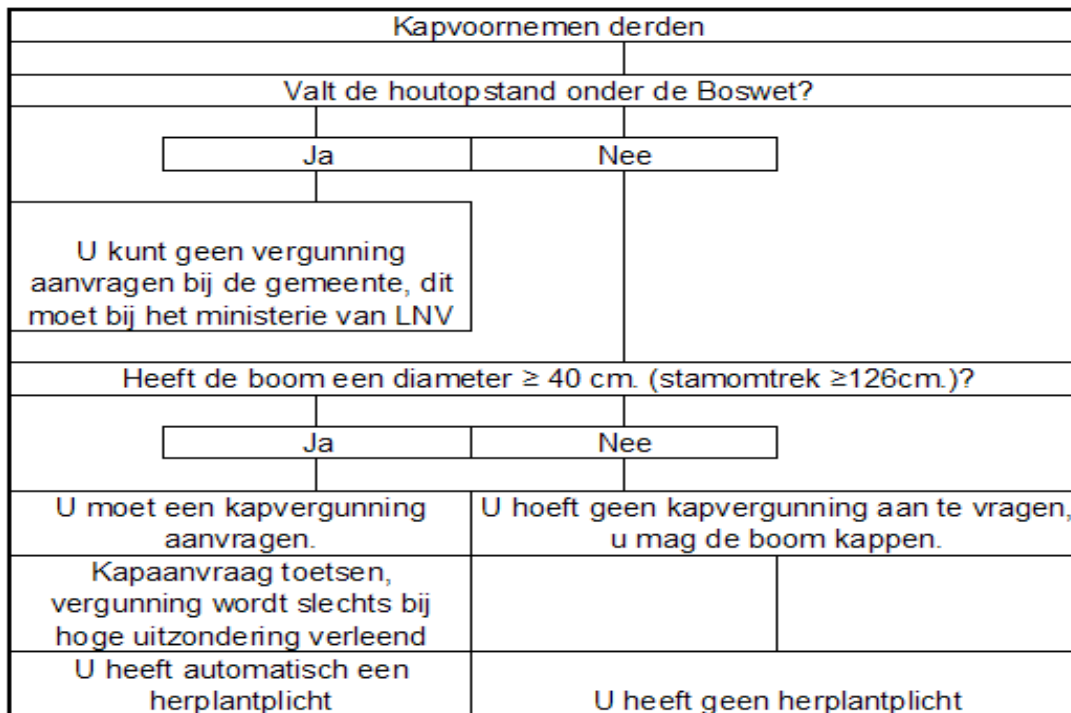 Kapvoornemen derden
Valt de houtopstand onder de Boswet?
Ja
Nee
U kunt geen vergunning
aanvragen bij de gemeente, dit
moet bij het ministerie van LNV
Heeft de boom een diameter ≥ 40 cm. (stamomtrek ≥126cm.)?
Ja
Nee
U moet een kapvergunning
aanvragen.
U hoeft geen kapvergunning aan te vragen,
u mag de boom kappen.
Kapaanvraag toetsen,
vergunning wordt slechts bij
hoge uitzondering verleend
U heeft automatisch een
herplantplicht
U heeft geen herplantplicht